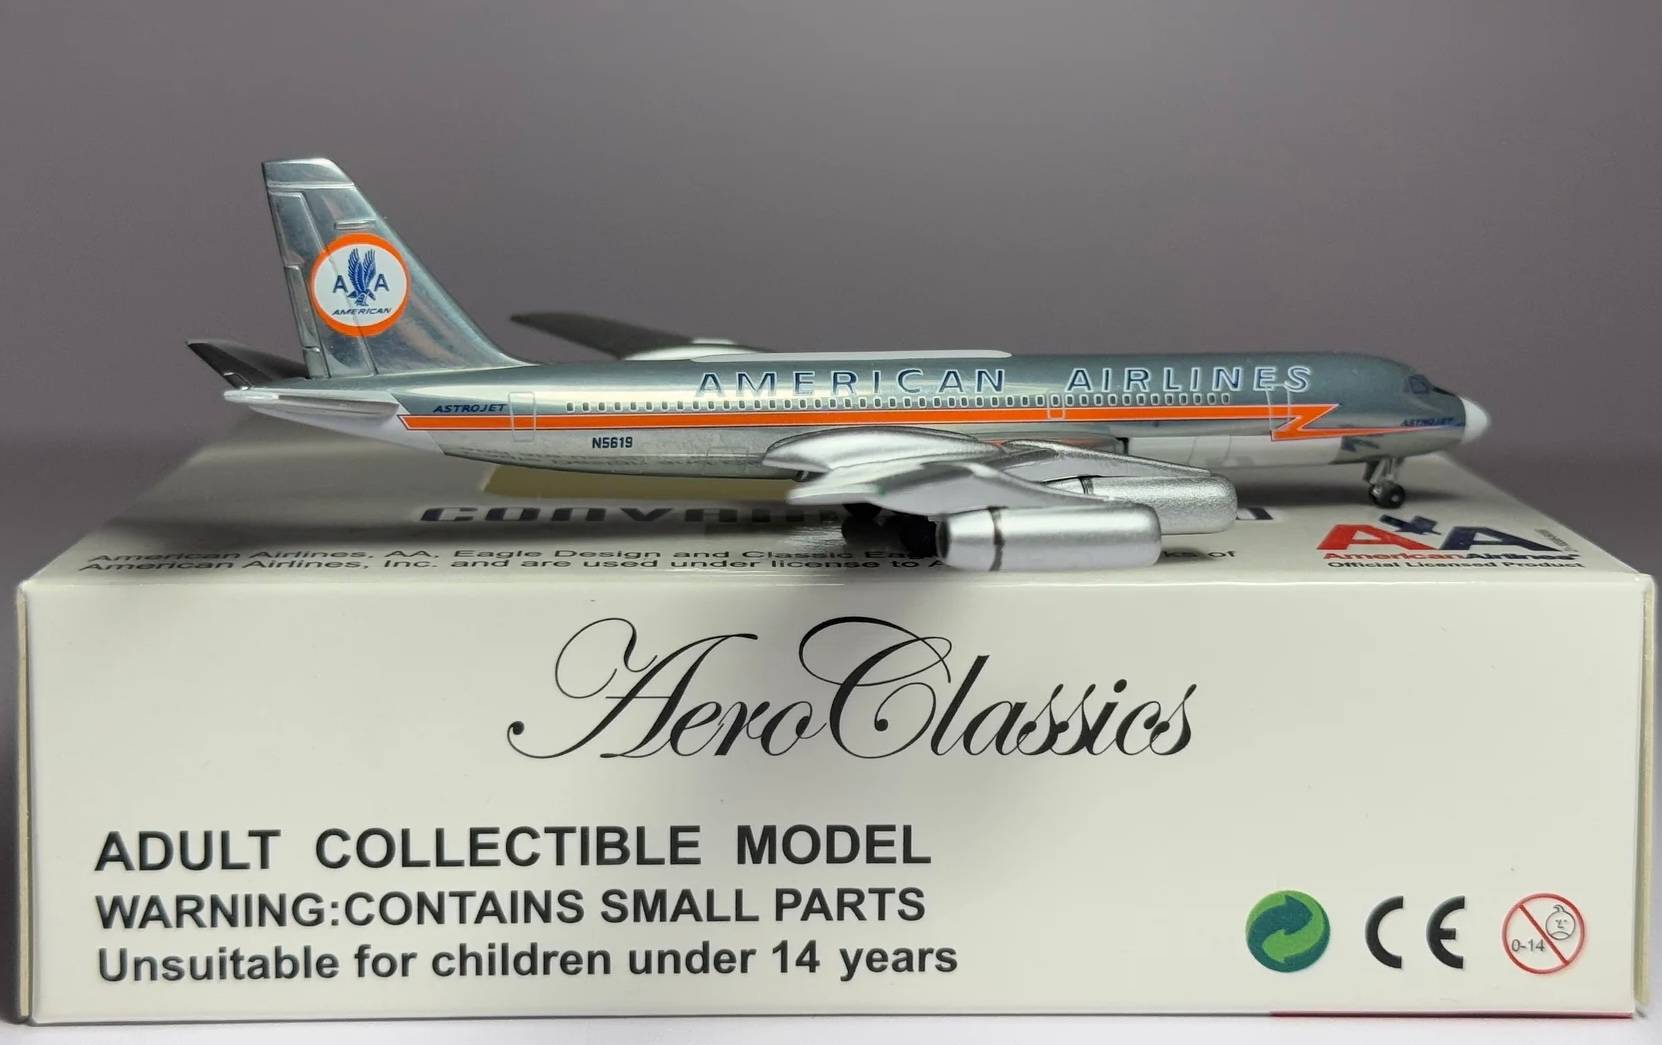 A A
AMERICAN
AMERICAN AIRLINES
ASTROJET
ASTROJET
N5619
American Airlines, AA, Eagle Design and Classic
American Airlines, Inc. and are used under license to
of
AA
AmericanAirlines
Official Licensed Product
AeroClassics
ADULT COLLECTIBLE MODEL
WARNING:CONTAINS SMALL PARTS
Unsuitable for children under 14 years
CE
0-14